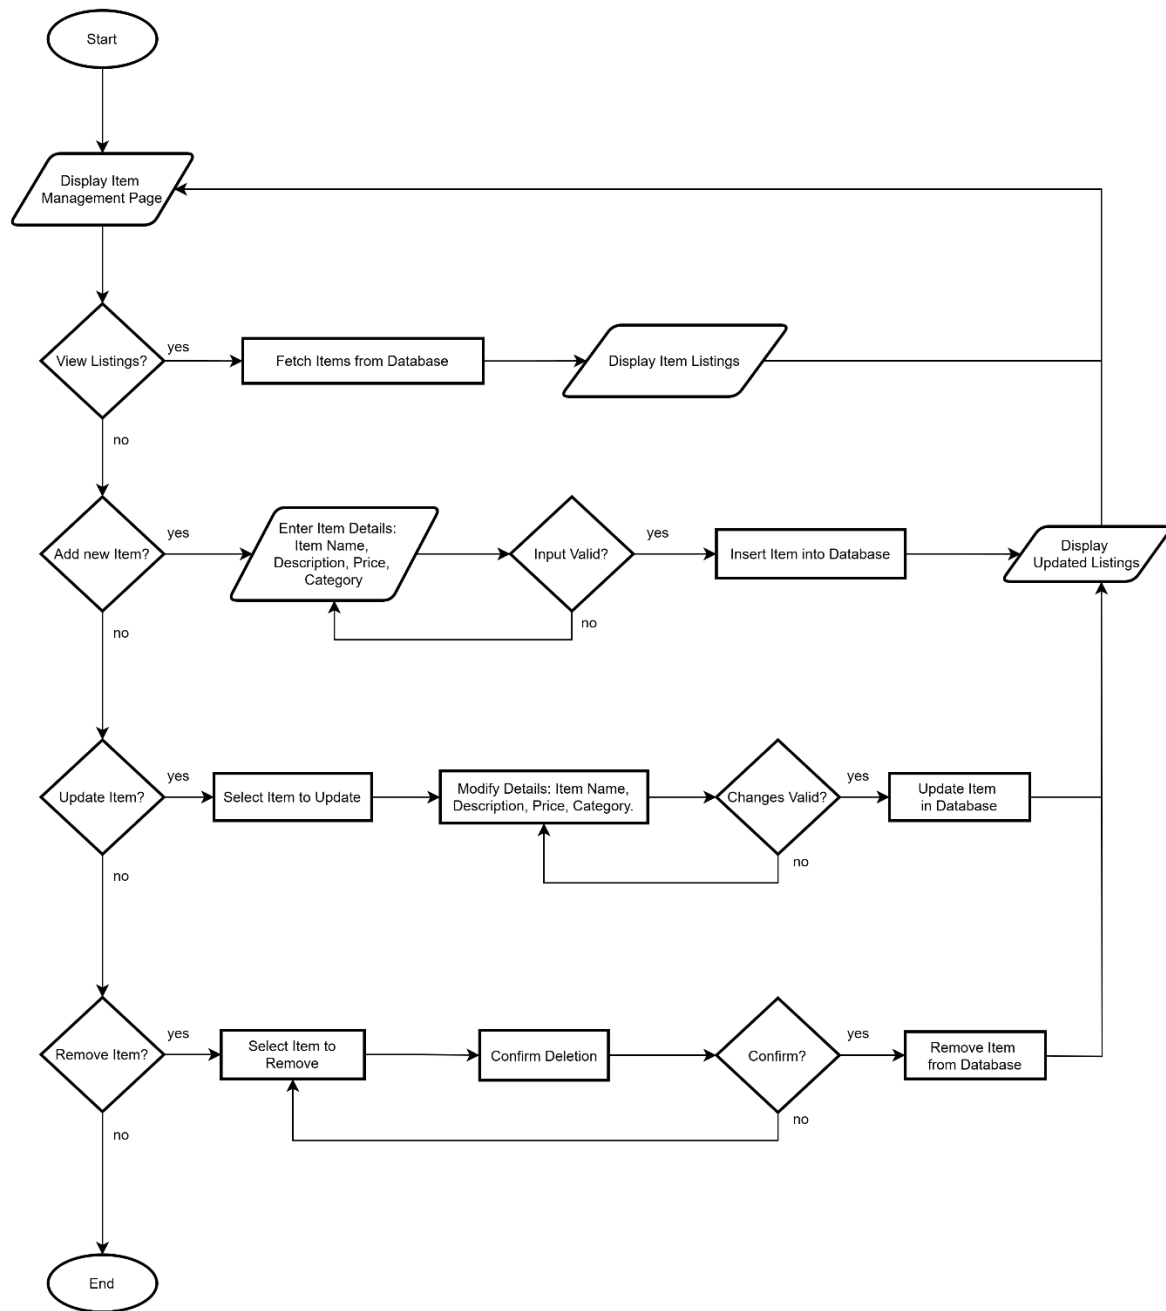 Start
Display Item
Management Page
View Listings?
yes
Fetch Items from Database
Display Item Listings
no
Add new Item?
yes
Enter Item Details:
Item Name,
Description, Price,
Category
Input Valid?
yes
Insert Item into Database
Display
Updated Listings
no
no
Update Item?
yes
Select Item to Update
Modify Details: Item Name,
Description, Price, Category.
Changes Valid?
yes
Update Item
in Database
no
no
Remove Item?
yes
Select Item to
Remove
Confirm Deletion
Confirm?
yes
Remove Item
from Database
no
no
End